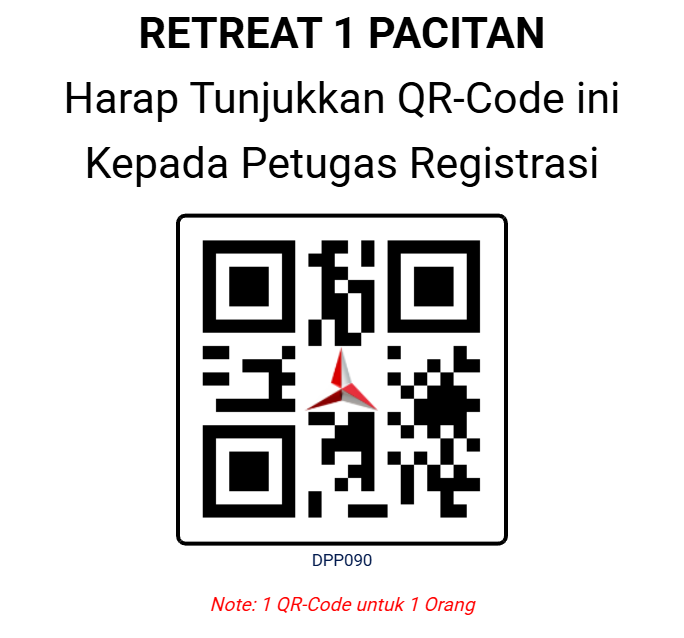 RETREAT 1 PACITAN
Harap Tunjukkan QR-Code ini
Kepada Petugas Registrasi
DPP090
Note: 1 QR-Code untuk 1 Orang